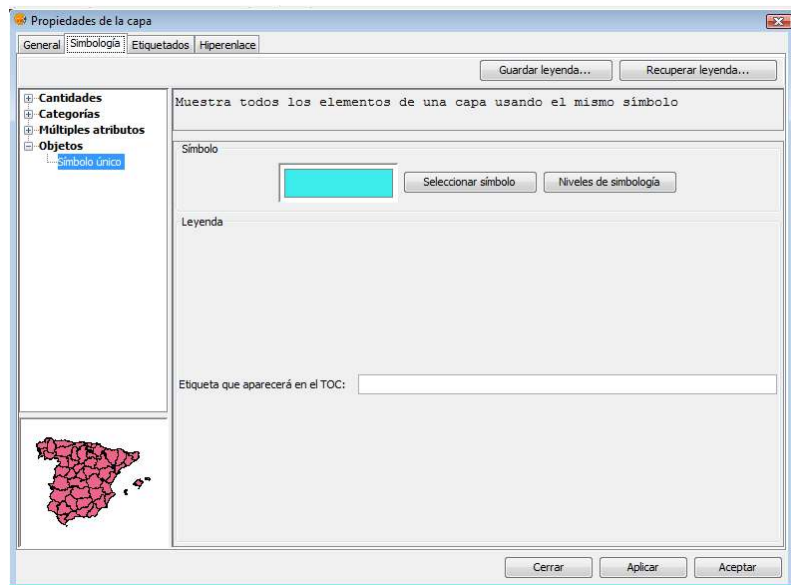 Propiedades de la capa
General Simbología Etiquetados Hiperenlace
Guardar leyenda... Recuperar leyenda...
Cantidades
Categorías
Múltiples atributos
Objetos
Símbolo único
Muestra todos los elementos de una capa usando el mismo símbolo
Símbolo
Seleccionar símbolo Niveles de simbología
Leyenda
Etiqueta que aparecerá en el TOC:
Cerrar Aplicar Aceptar